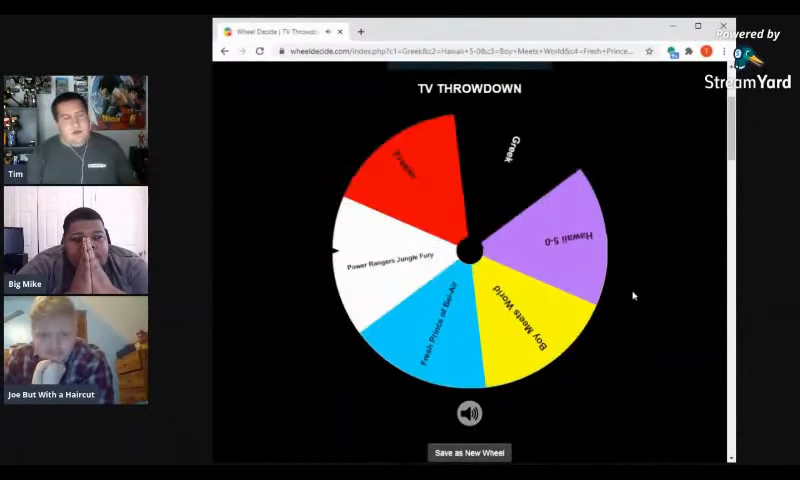 Wheel Decide | TV Throwdo
wheeldecide.com/index.php?c1=Greek&c2=Hawaii 5-0&c3=Boy Meets World&c4=Fresh Prince...
T
Powered by
StreamYard
TV THROWDOWN
Greek
Hawaii 5-0
Boy Meets World
Fresh Prince of Bel-Air
Power Rangers Jungle Fury
Frasier
Save as New Wheel
Tim
Big Mike
Joe But With a Haircut